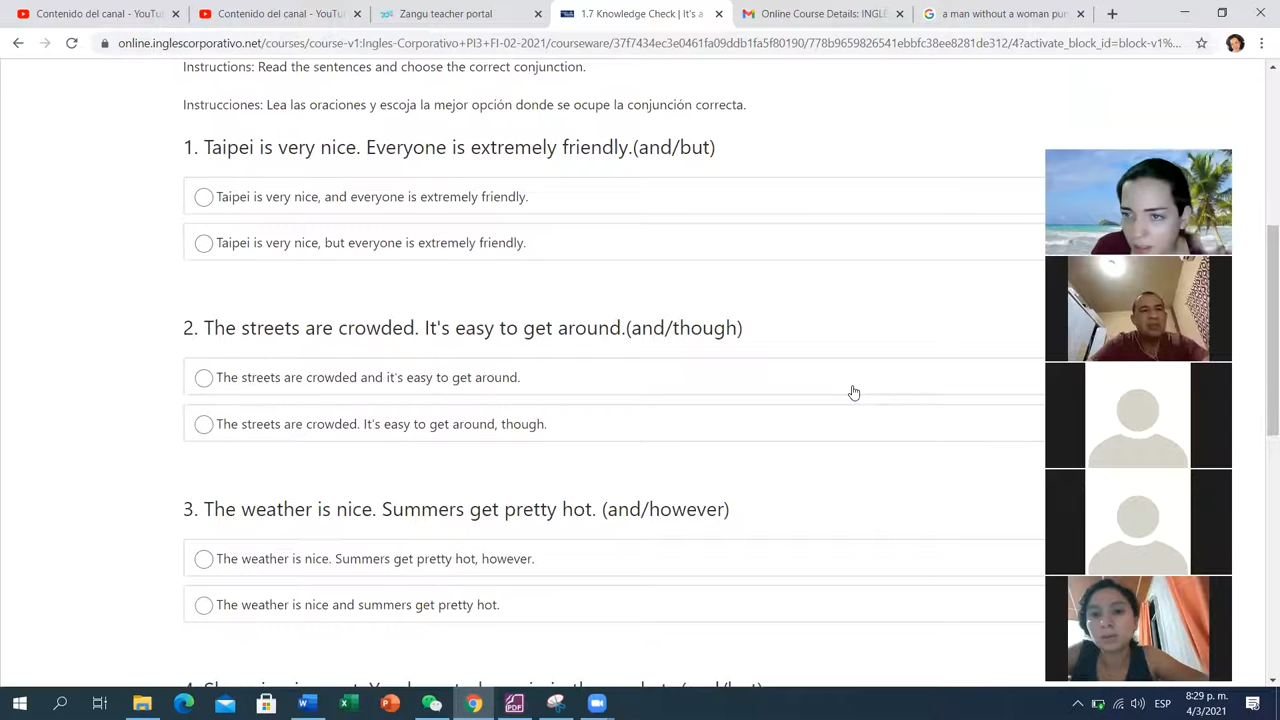 Contenido del canal - YouTu
Contenido del canal - YouTu
Zangu teacher portal
1.7 Knowledge Check | It's a
Online Course Details: INGLÉ
a man without a woman pun
online.inglescorporativo.net/courses/course-v1:Ingles-Corporativo+PI3+FI-02-2021/courseware/37f7434ec3e0461fa09ddb1fa5f80190/778b9659826541ebbfc38ee8281de312/4?activate_block_id=block-v1%...
Instructions: Read the sentences and choose the correct conjunction.
Instrucciones: Lea las oraciones y escoja la mejor opción donde se ocupe la conjunción correcta.
1. Taipei is very nice. Everyone is extremely friendly.(and/but)
Taipei is very nice, and everyone is extremely friendly.
Taipei is very nice, but everyone is extremely friendly.
2. The streets are crowded. It's easy to get around.(and/though)
The streets are crowded and it's easy to get around.
The streets are crowded. It's easy to get around, though.
3. The weather is nice. Summers get pretty hot. (and/however)
The weather is nice. Summers get pretty hot, however.
The weather is nice and summers get pretty hot.
ESP
8:29 p. m.
4/3/2021